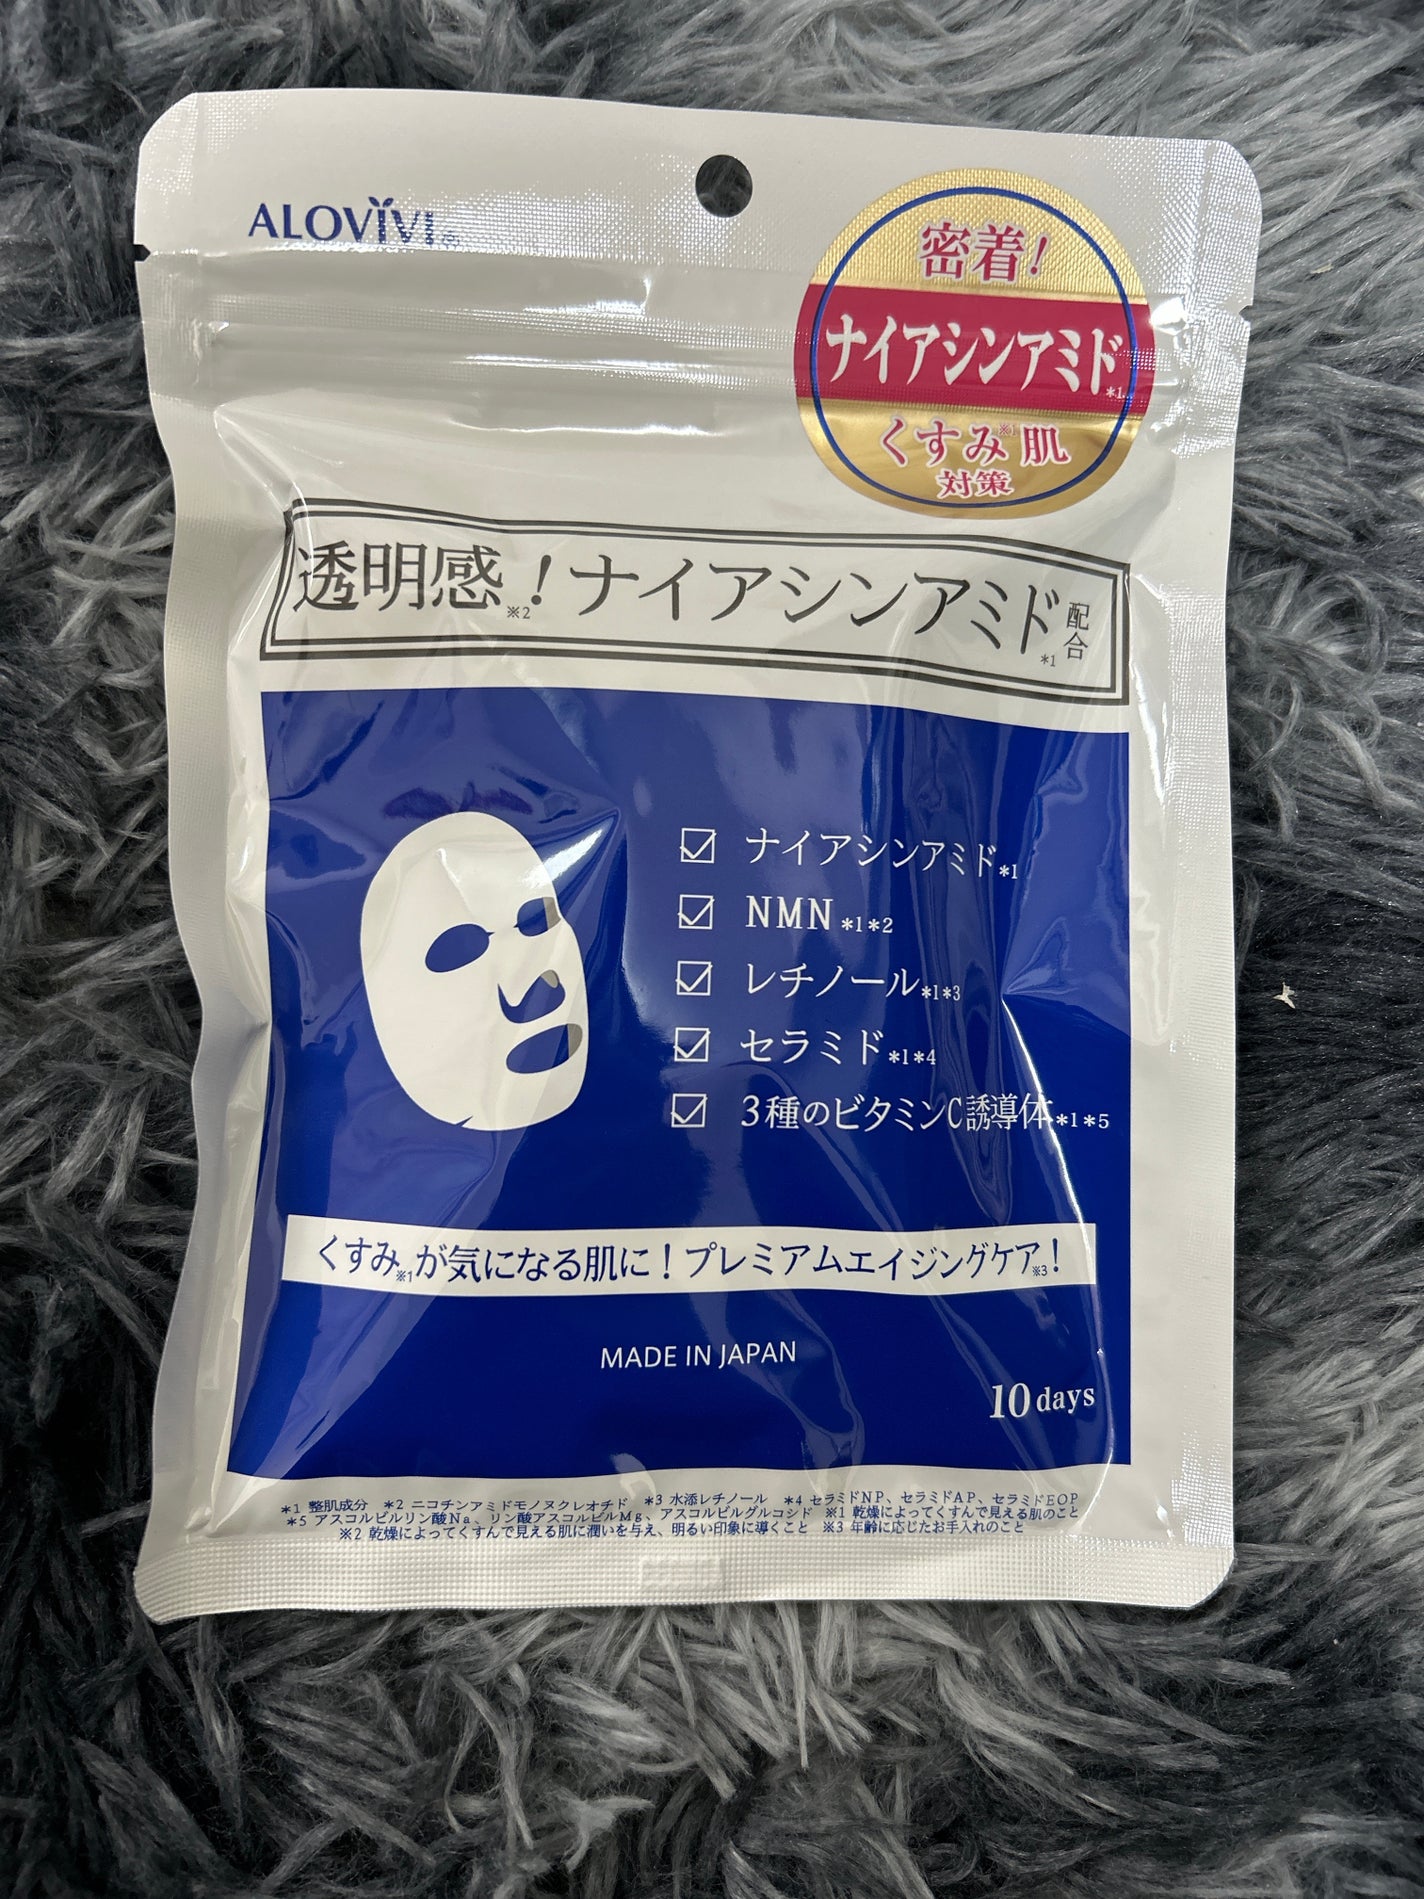 ALOVIVI
密着!
ナイアシンアミド*1
くすみ※1肌
対策
透明感※2!ナイアシンアミド*1配合
☑ ナイアシンアミド*1
☑ NMN*1*2
☑ レチノール*1*3
☑ セラミド*1*4
☑ 3種のビタミンC誘導体*1*5
くすみ※1が気になる肌に!プレミアムエイジングケア※3!
MADE IN JAPAN
10days
*1 整肌成分 *2 ニコチンアミドモノヌクレオチド *3 水添レチノール *4 セラミドNP、セラミドAP、セラミドEOP
*5 アスコルビルリン酸Na、リン酸アスコルビルMg、アスコルビルグルコシド ※1 乾燥によってくすんで見える肌のこと
※2 乾燥によってくすんで見える肌に潤いを与え、明るい印象に導くこと ※3 年齢に応じたお手入れのこと